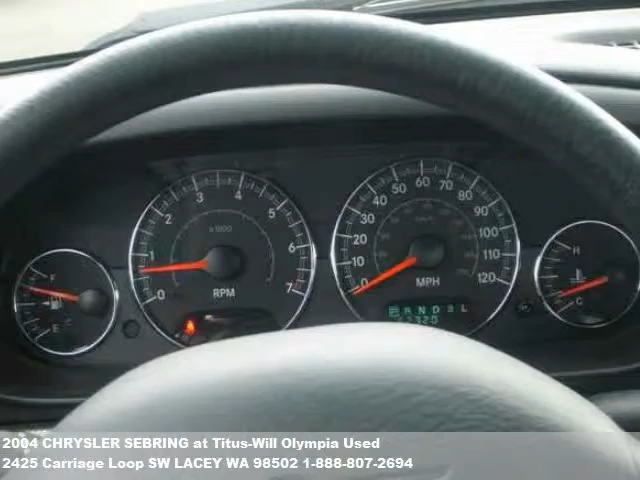 3 4
2 5
x1000
1 6
0 RPM 7
50 60 70
40 80
30 90
20 100
10 110
0 MPH 120
F
E
H
C
P R N D 3 L
2004 CHRYSLER SEBRING at Titus-Will Olympia Used
2425 Carriage Loop SW LACEY WA 98502 1-888-807-2694